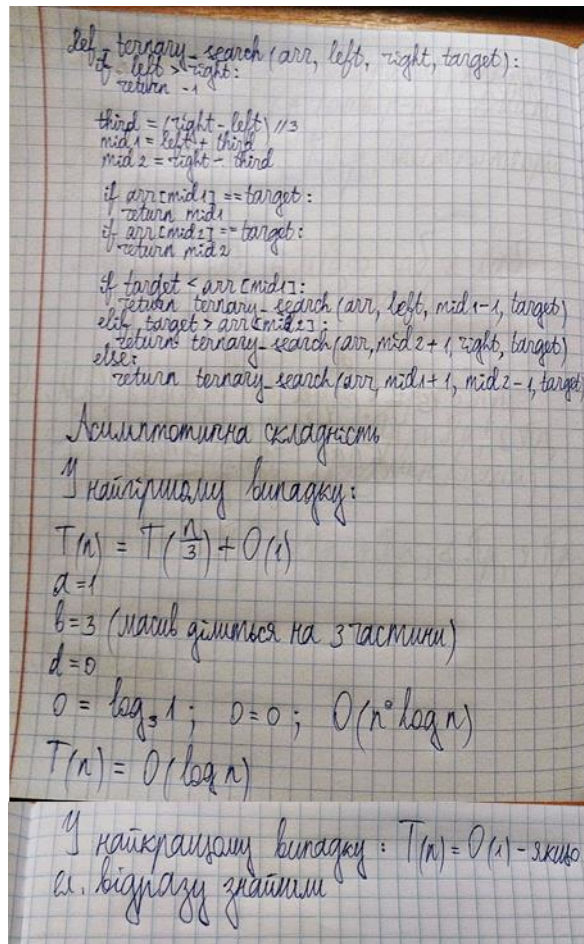 def ternary_search(arr, left, right, target):
if left > right:
return -1
third = (right - left) //3
mid1 = left + third
mid2 = right - third
if arr[mid1] == target:
return mid1
if arr[mid2] == target:
return mid2
if target < arr[mid1]:
return ternary_search(arr, left, mid1-1, target)
elif target > arr[mid2]:
return ternary_search(arr, mid2+1, right, target)
else:
return ternary_search(arr, mid1+1, mid2-1, target
Асимптотична складність
У найгіршому випадку:
T(n) = T(n/3) + O(1)
a=1
b=3 (масив ділиться на 3 частини)
d=0
0 = log₃1; 0=0; O(n⁰ log n)
T(n) = O(log n)
У найкращому випадку: T(n) = O(1) - якщо
ел. відразу знайшли